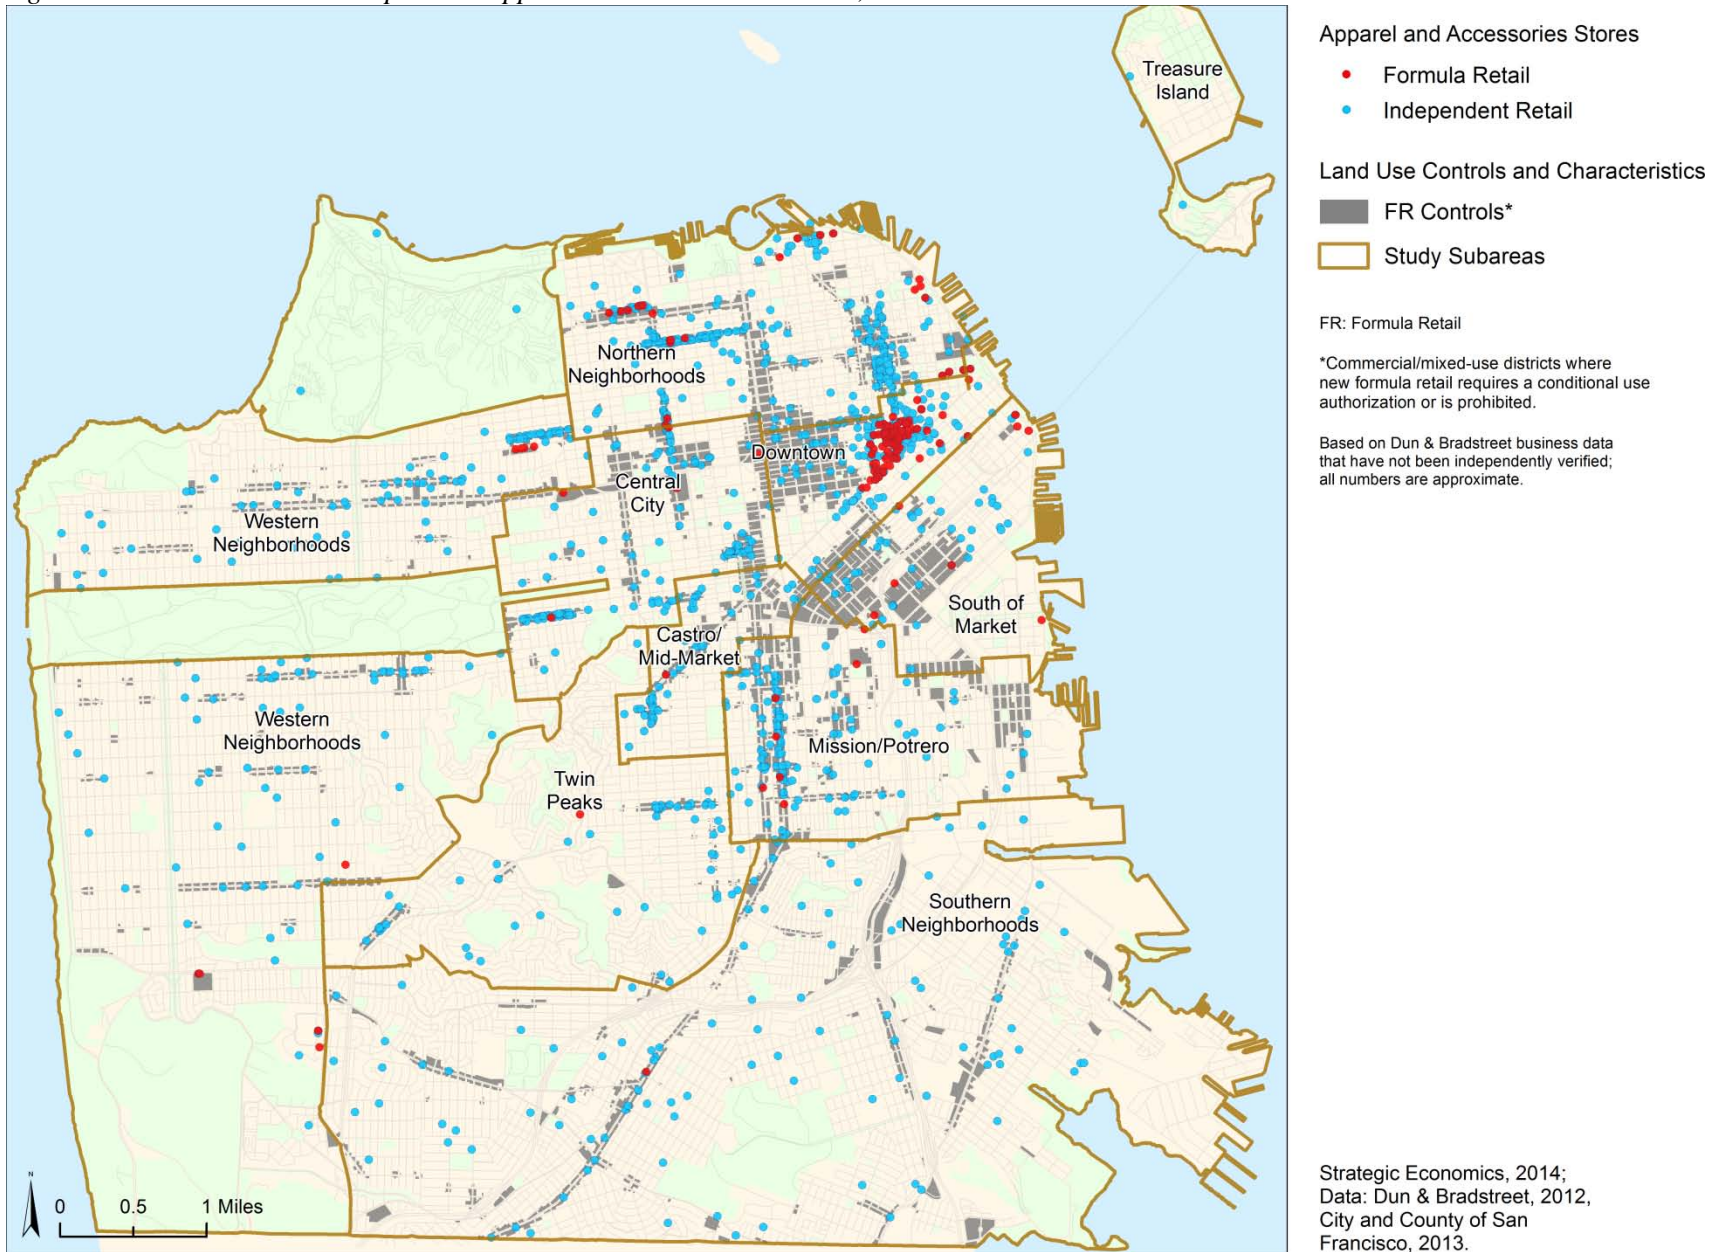 Apparel and Accessories Stores
Formula Retail
Independent Retail
Land Use Controls and Characteristics
FR Controls*
Study Subareas
FR: Formula Retail
*Commercial/mixed-use districts where
new formula retail requires a conditional use
authorization or is prohibited.
Based on Dun & Bradstreet business data
that have not been independently verified;
all numbers are approximate.
Treasure
Island
Northern
Neighborhoods
Downtown
Central
City
Western
Neighborhoods
South of
Market
Castro/
Mid-Market
Western
Neighborhoods
Mission/Potrero
Twin
Peaks
Southern
Neighborhoods
N
0 0.5 1 Miles
Strategic Economics, 2014;
Data: Dun & Bradstreet, 2012,
City and County of San
Francisco, 2013.